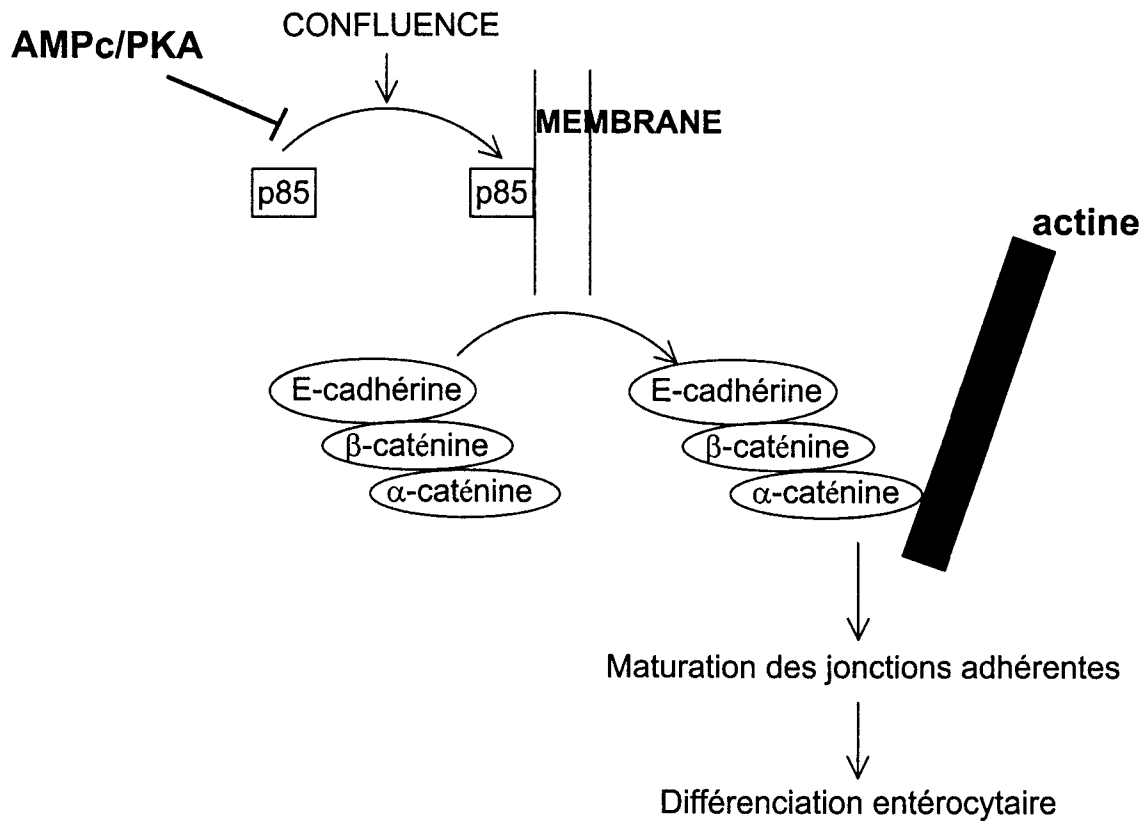 CONFLUENCE
AMPc/PKA
MEMBRANE
p85
p85
actine
E-cadhérine
E-cadhérine
β-caténine
β-caténine
α-caténine
α-caténine
Maturation des jonctions adhérentes
Différenciation entérocytaire